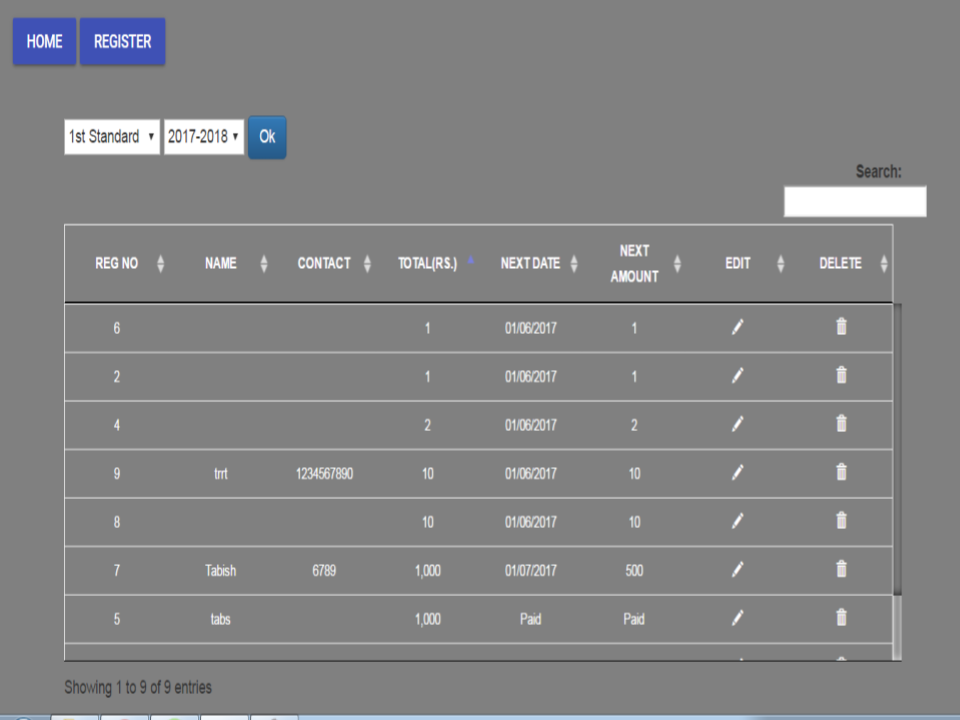 HOME REGISTER
1st Standard 2017-2018 Ok
Search:
REG NO NAME CONTACT TOTAL(RS.) NEXT DATE NEXT AMOUNT EDIT DELETE
6 1 01/06/2017 1
2 1 01/06/2017 1
4 2 01/06/2017 2
9 trrt 1234567890 10 01/06/2017 10
8 10 01/06/2017 10
7 Tabish 6789 1,000 01/07/2017 500
5 tabs 1,000 Paid Paid
Showing 1 to 9 of 9 entries